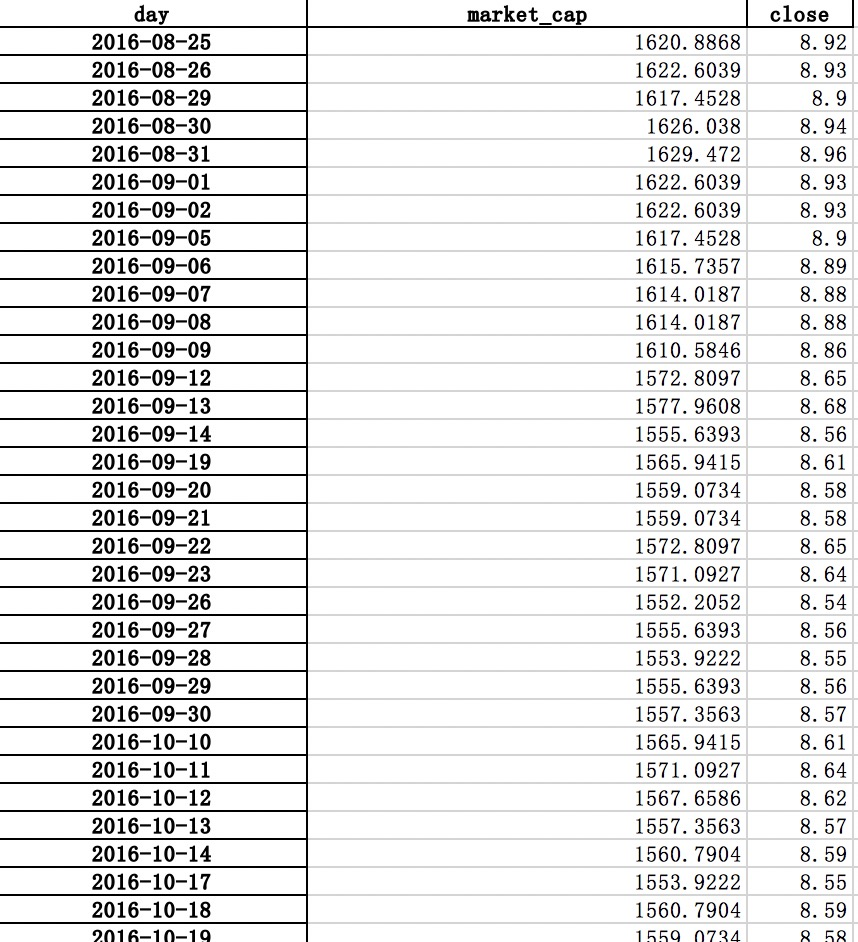 day market_cap close
2016-08-25 1620.8868 8.92
2016-08-26 1622.6039 8.93
2016-08-29 1617.4528 8.9
2016-08-30 1626.038 8.94
2016-08-31 1629.472 8.96
2016-09-01 1622.6039 8.93
2016-09-02 1622.6039 8.93
2016-09-05 1617.4528 8.9
2016-09-06 1615.7357 8.89
2016-09-07 1614.0187 8.88
2016-09-08 1614.0187 8.88
2016-09-09 1610.5846 8.86
2016-09-12 1572.8097 8.65
2016-09-13 1577.9608 8.68
2016-09-14 1555.6393 8.56
2016-09-19 1565.9415 8.61
2016-09-20 1559.0734 8.58
2016-09-21 1559.0734 8.58
2016-09-22 1572.8097 8.65
2016-09-23 1571.0927 8.64
2016-09-26 1552.2052 8.54
2016-09-27 1555.6393 8.56
2016-09-28 1553.9222 8.55
2016-09-29 1555.6393 8.56
2016-09-30 1557.3563 8.57
2016-10-10 1565.9415 8.61
2016-10-11 1571.0927 8.64
2016-10-12 1567.6586 8.62
2016-10-13 1557.3563 8.57
2016-10-14 1560.7904 8.59
2016-10-17 1553.9222 8.55
2016-10-18 1560.7904 8.59
2016-10-19 1559.0734 8.58